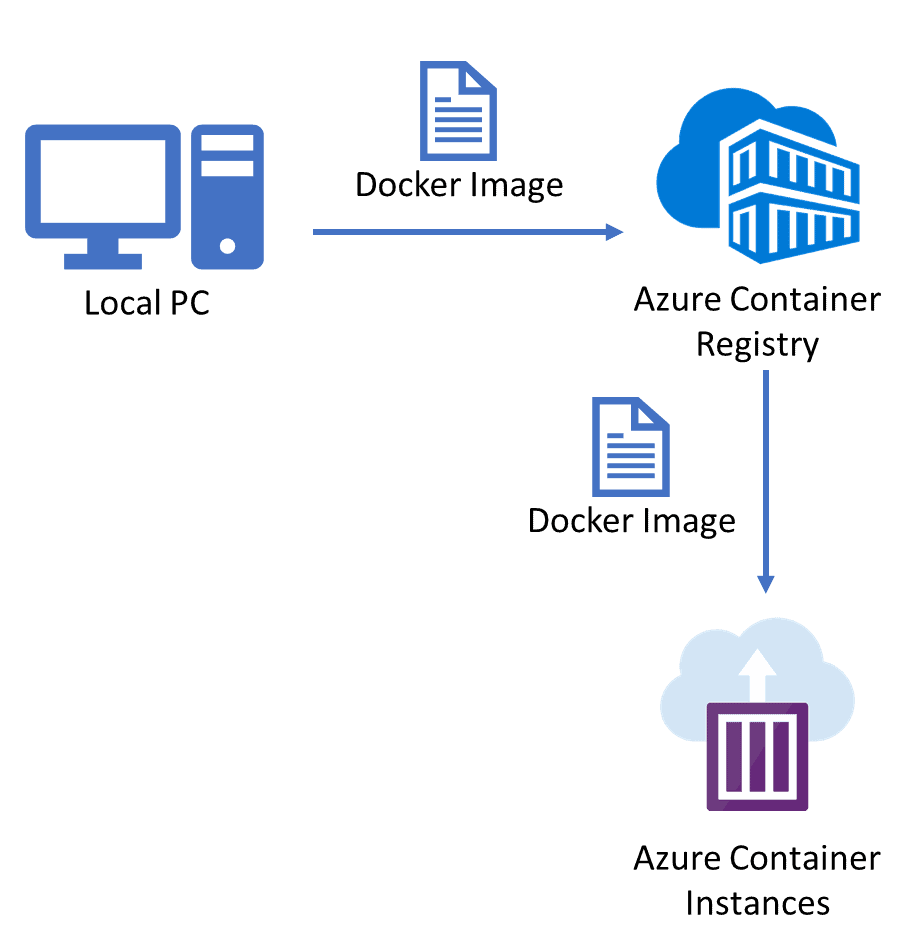 Docker Image
Local PC
Azure Container
Registry
Docker Image
Azure Container
Instances